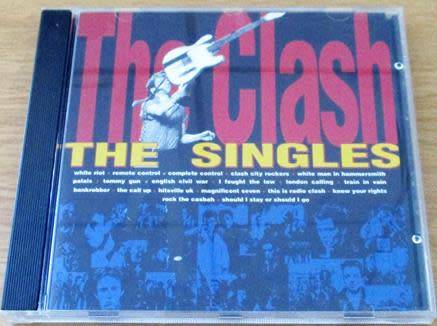 The Clash
THE SINGLES
white riot · remote control · complete control · clash city rockers · white man in hammersmith
palais · tommy gun · english civil war · I fought the law · london calling · train in vain
bankrobber · the call up · hitsville uk · magnificent seven · this is radio clash · know your rights
rock the casbah · should I stay or should I go